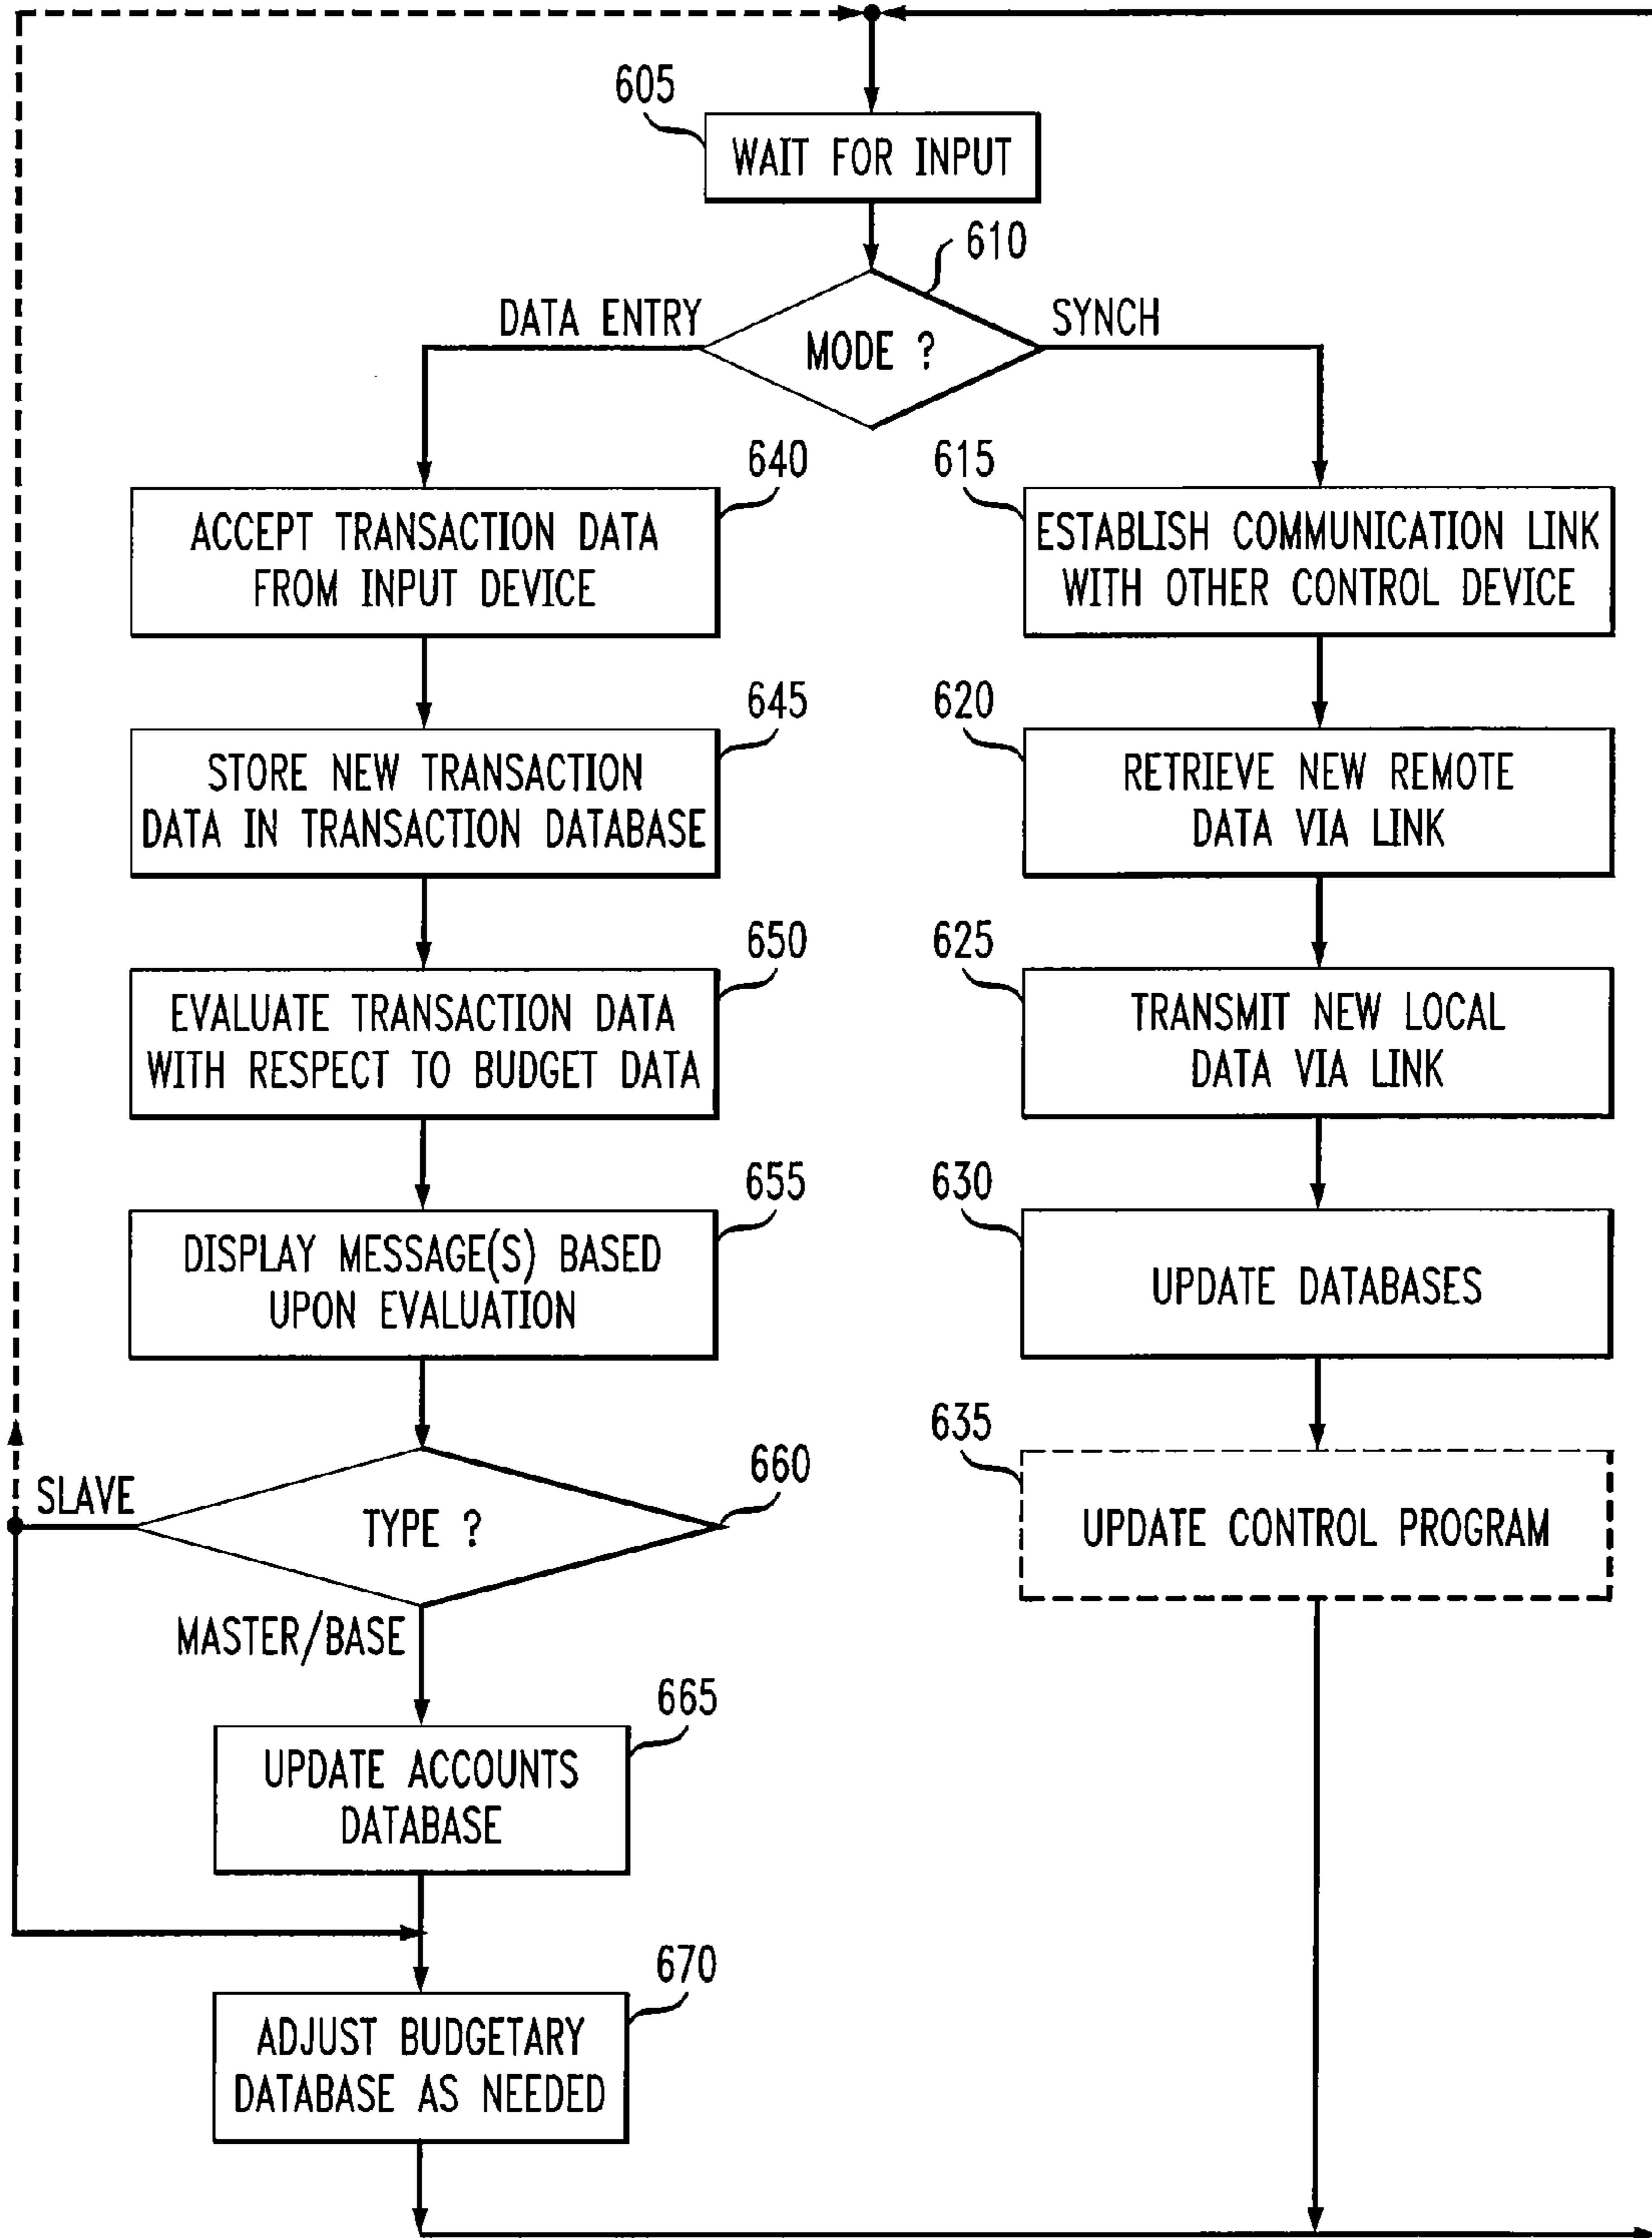 605
WAIT FOR INPUT
610
MODE ?
DATA ENTRY
SYNCH
640
ACCEPT TRANSACTION DATA
FROM INPUT DEVICE
645
STORE NEW TRANSACTION
DATA IN TRANSACTION DATABASE
650
EVALUATE TRANSACTION DATA
WITH RESPECT TO BUDGET DATA
655
DISPLAY MESSAGE(S) BASED
UPON EVALUATION
660
TYPE ?
SLAVE
MASTER/BASE
665
UPDATE ACCOUNTS
DATABASE
670
ADJUST BUDGETARY
DATABASE AS NEEDED
615
ESTABLISH COMMUNICATION LINK
WITH OTHER CONTROL DEVICE
620
RETRIEVE NEW REMOTE
DATA VIA LINK
625
TRANSMIT NEW LOCAL
DATA VIA LINK
630
UPDATE DATABASES
635
UPDATE CONTROL PROGRAM